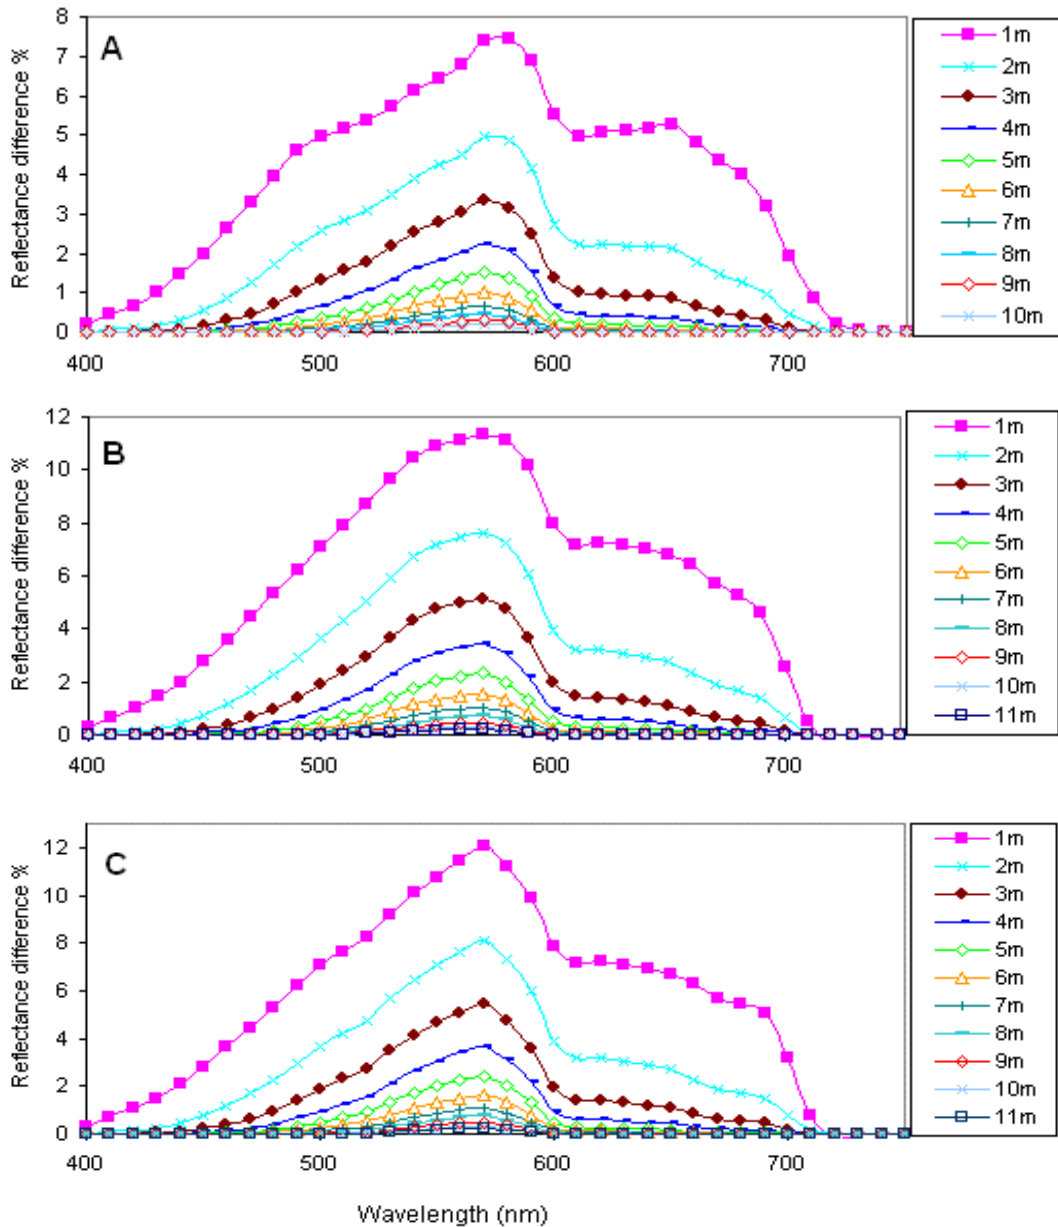 A
Reflectance difference %
8
7
6
5
4
3
2
1
0
400
500
600
700
1m
2m
3m
4m
5m
6m
7m
8m
9m
10m
B
Reflectance difference %
12
10
8
6
4
2
0
400
500
600
700
1m
2m
3m
4m
5m
6m
7m
8m
9m
10m
11m
C
Reflectance difference %
12
10
8
6
4
2
0
400
500
600
700
1m
2m
3m
4m
5m
6m
7m
8m
9m
10m
11m
Wavelength (nm)